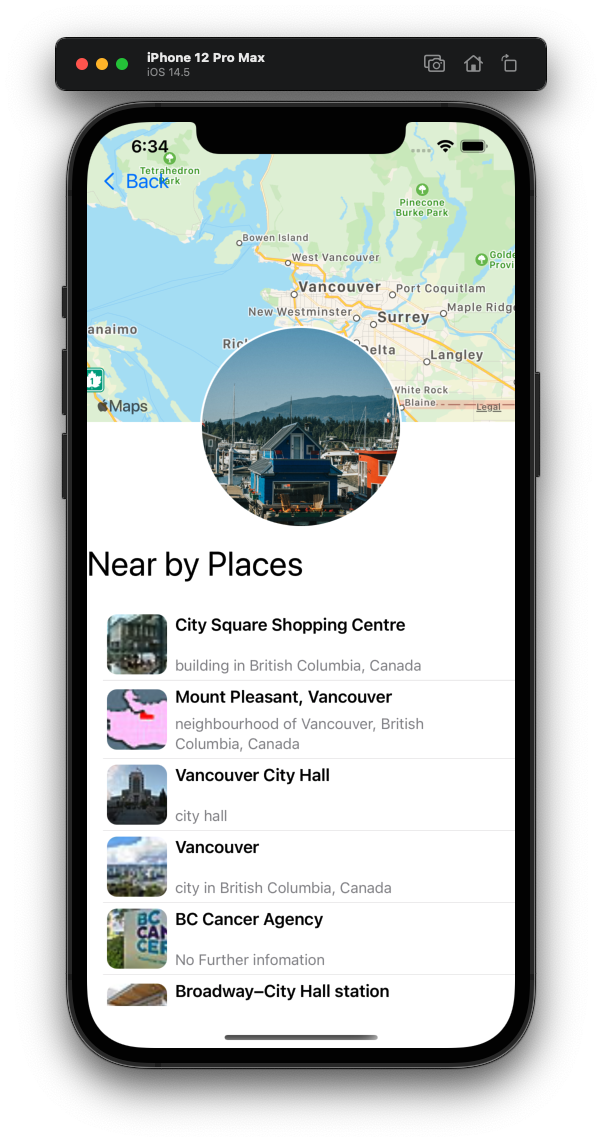 iPhone 12 Pro Max
iOS 14.5
6:34
Tetrahedron
Park
Back
Pinecone
Burke Park
Bowen Island
West Vancouver
Golde
Provi
Vancouver
Port Coquitlam
New Westminster
Surrey
Maple Ridge
anaimo
Ric
Delta
Langley
1
White Rock
Blaine
Maps
Legal
Near by Places
City Square Shopping Centre
building in British Columbia, Canada
Mount Pleasant, Vancouver
neighbourhood of Vancouver, British
Columbia, Canada
Vancouver City Hall
city hall
Vancouver
city in British Columbia, Canada
BC
CAN
CER
BC Cancer Agency
No Further infomation
Broadway–City Hall station